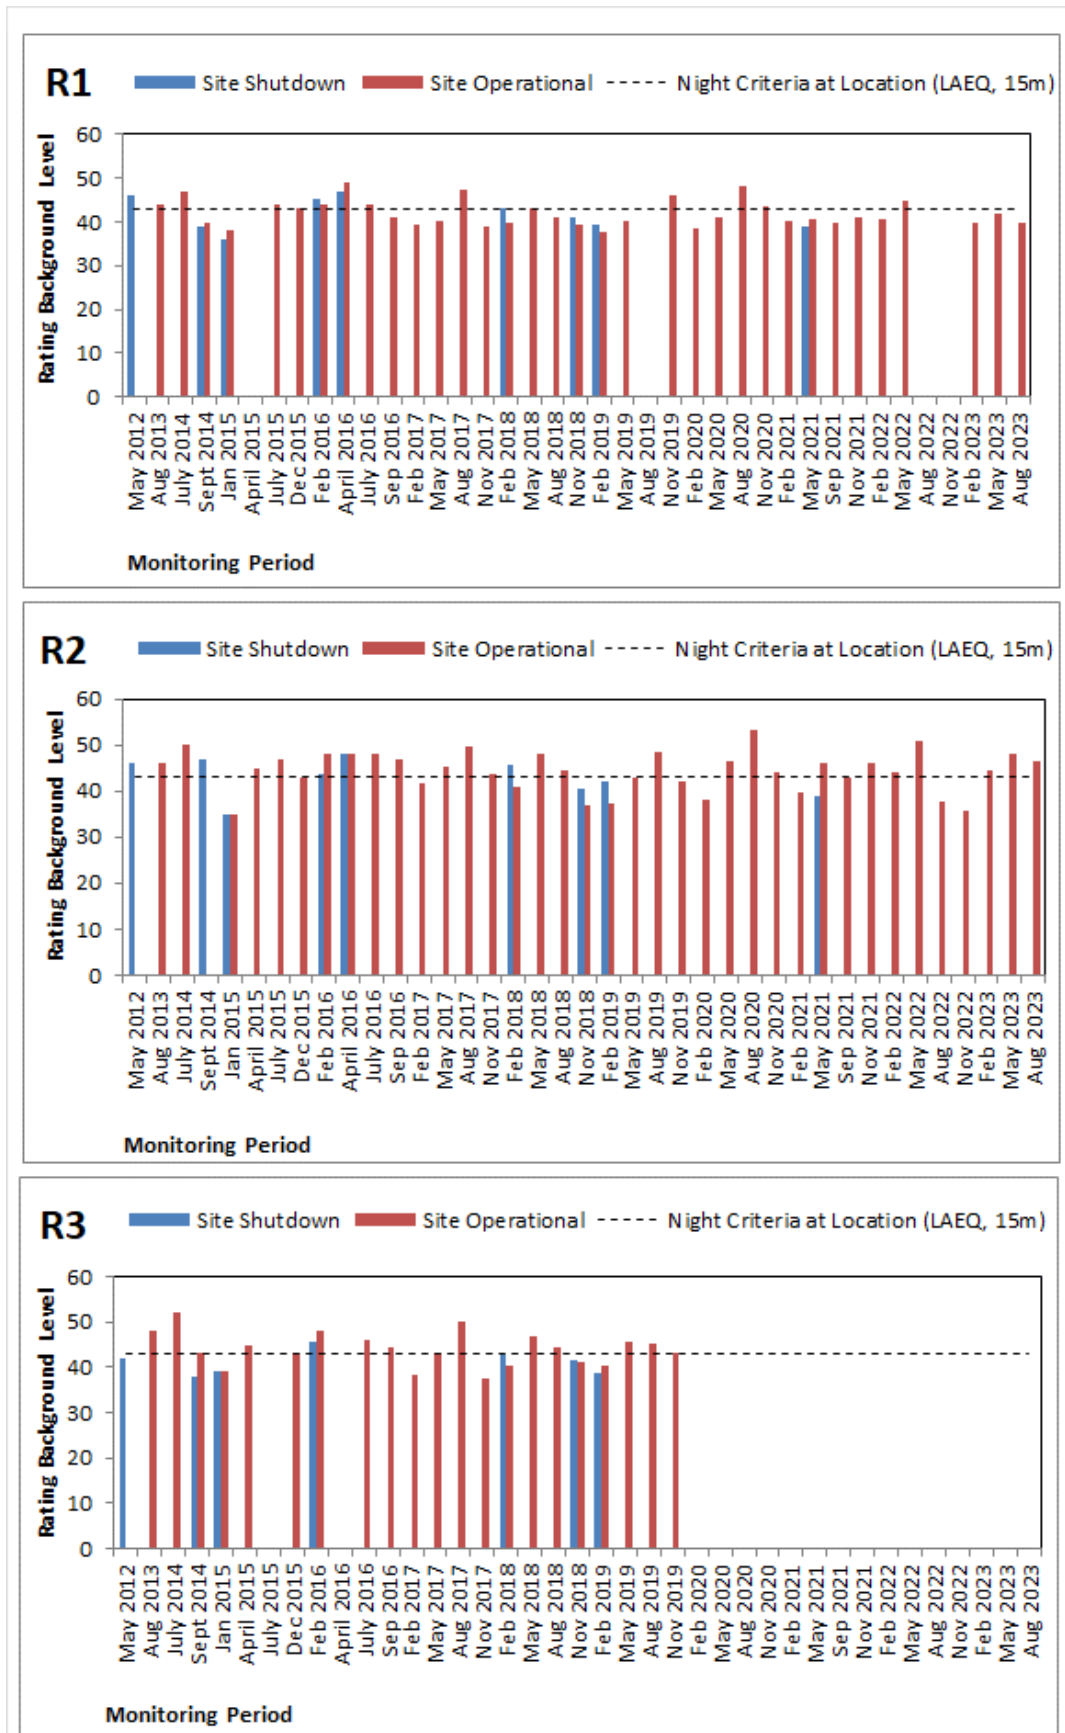 R1
Site Shutdown Site Operational Night Criteria at Location (LAEQ, 15m)
Rating Background Level
60
50
40
30
20
10
0
May 2012
Aug 2013
July 2014
Sept 2014
Jan 2015
April 2015
July 2015
Dec 2015
Feb 2016
April 2016
July 2016
Sep 2016
Feb 2017
May 2017
Aug 2017
Nov 2017
Feb 2018
May 2018
Aug 2018
Nov 2018
Feb 2019
May 2019
Aug 2019
Nov 2019
Feb 2020
May 2020
Aug 2020
Nov 2020
Feb 2021
May 2021
Sep 2021
Nov 2021
Feb 2022
May 2022
Aug 2022
Nov 2022
Feb 2023
May 2023
Aug 2023
Monitoring Period
R2
Site Shutdown Site Operational Night Criteria at Location (LAEQ, 15m)
Rating Background Level
60
50
40
30
20
10
0
May 2012
Aug 2013
July 2014
Sept 2014
Jan 2015
April 2015
July 2015
Dec 2015
Feb 2016
April 2016
July 2016
Sep 2016
Feb 2017
May 2017
Aug 2017
Nov 2017
Feb 2018
May 2018
Aug 2018
Nov 2018
Feb 2019
May 2019
Aug 2019
Nov 2019
Feb 2020
May 2020
Aug 2020
Nov 2020
Feb 2021
May 2021
Sep 2021
Nov 2021
Feb 2022
May 2022
Aug 2022
Nov 2022
Feb 2023
May 2023
Aug 2023
Monitoring Period
R3
Site Shutdown Site Operational Night Criteria at Location (LAEQ, 15m)
Rating Background Level
60
50
40
30
20
10
0
May 2012
Aug 2013
July 2014
Sept 2014
Jan 2015
April 2015
July 2015
Dec 2015
Feb 2016
April 2016
July 2016
Sep 2016
Feb 2017
May 2017
Aug 2017
Nov 2017
Feb 2018
May 2018
Aug 2018
Nov 2018
Feb 2019
May 2019
Aug 2019
Nov 2019
Feb 2020
May 2020
Aug 2020
Nov 2020
Feb 2021
May 2021
Sep 2021
Nov 2021
Feb 2022
May 2022
Aug 2022
Nov 2022
Feb 2023
May 2023
Aug 2023
Monitoring Period